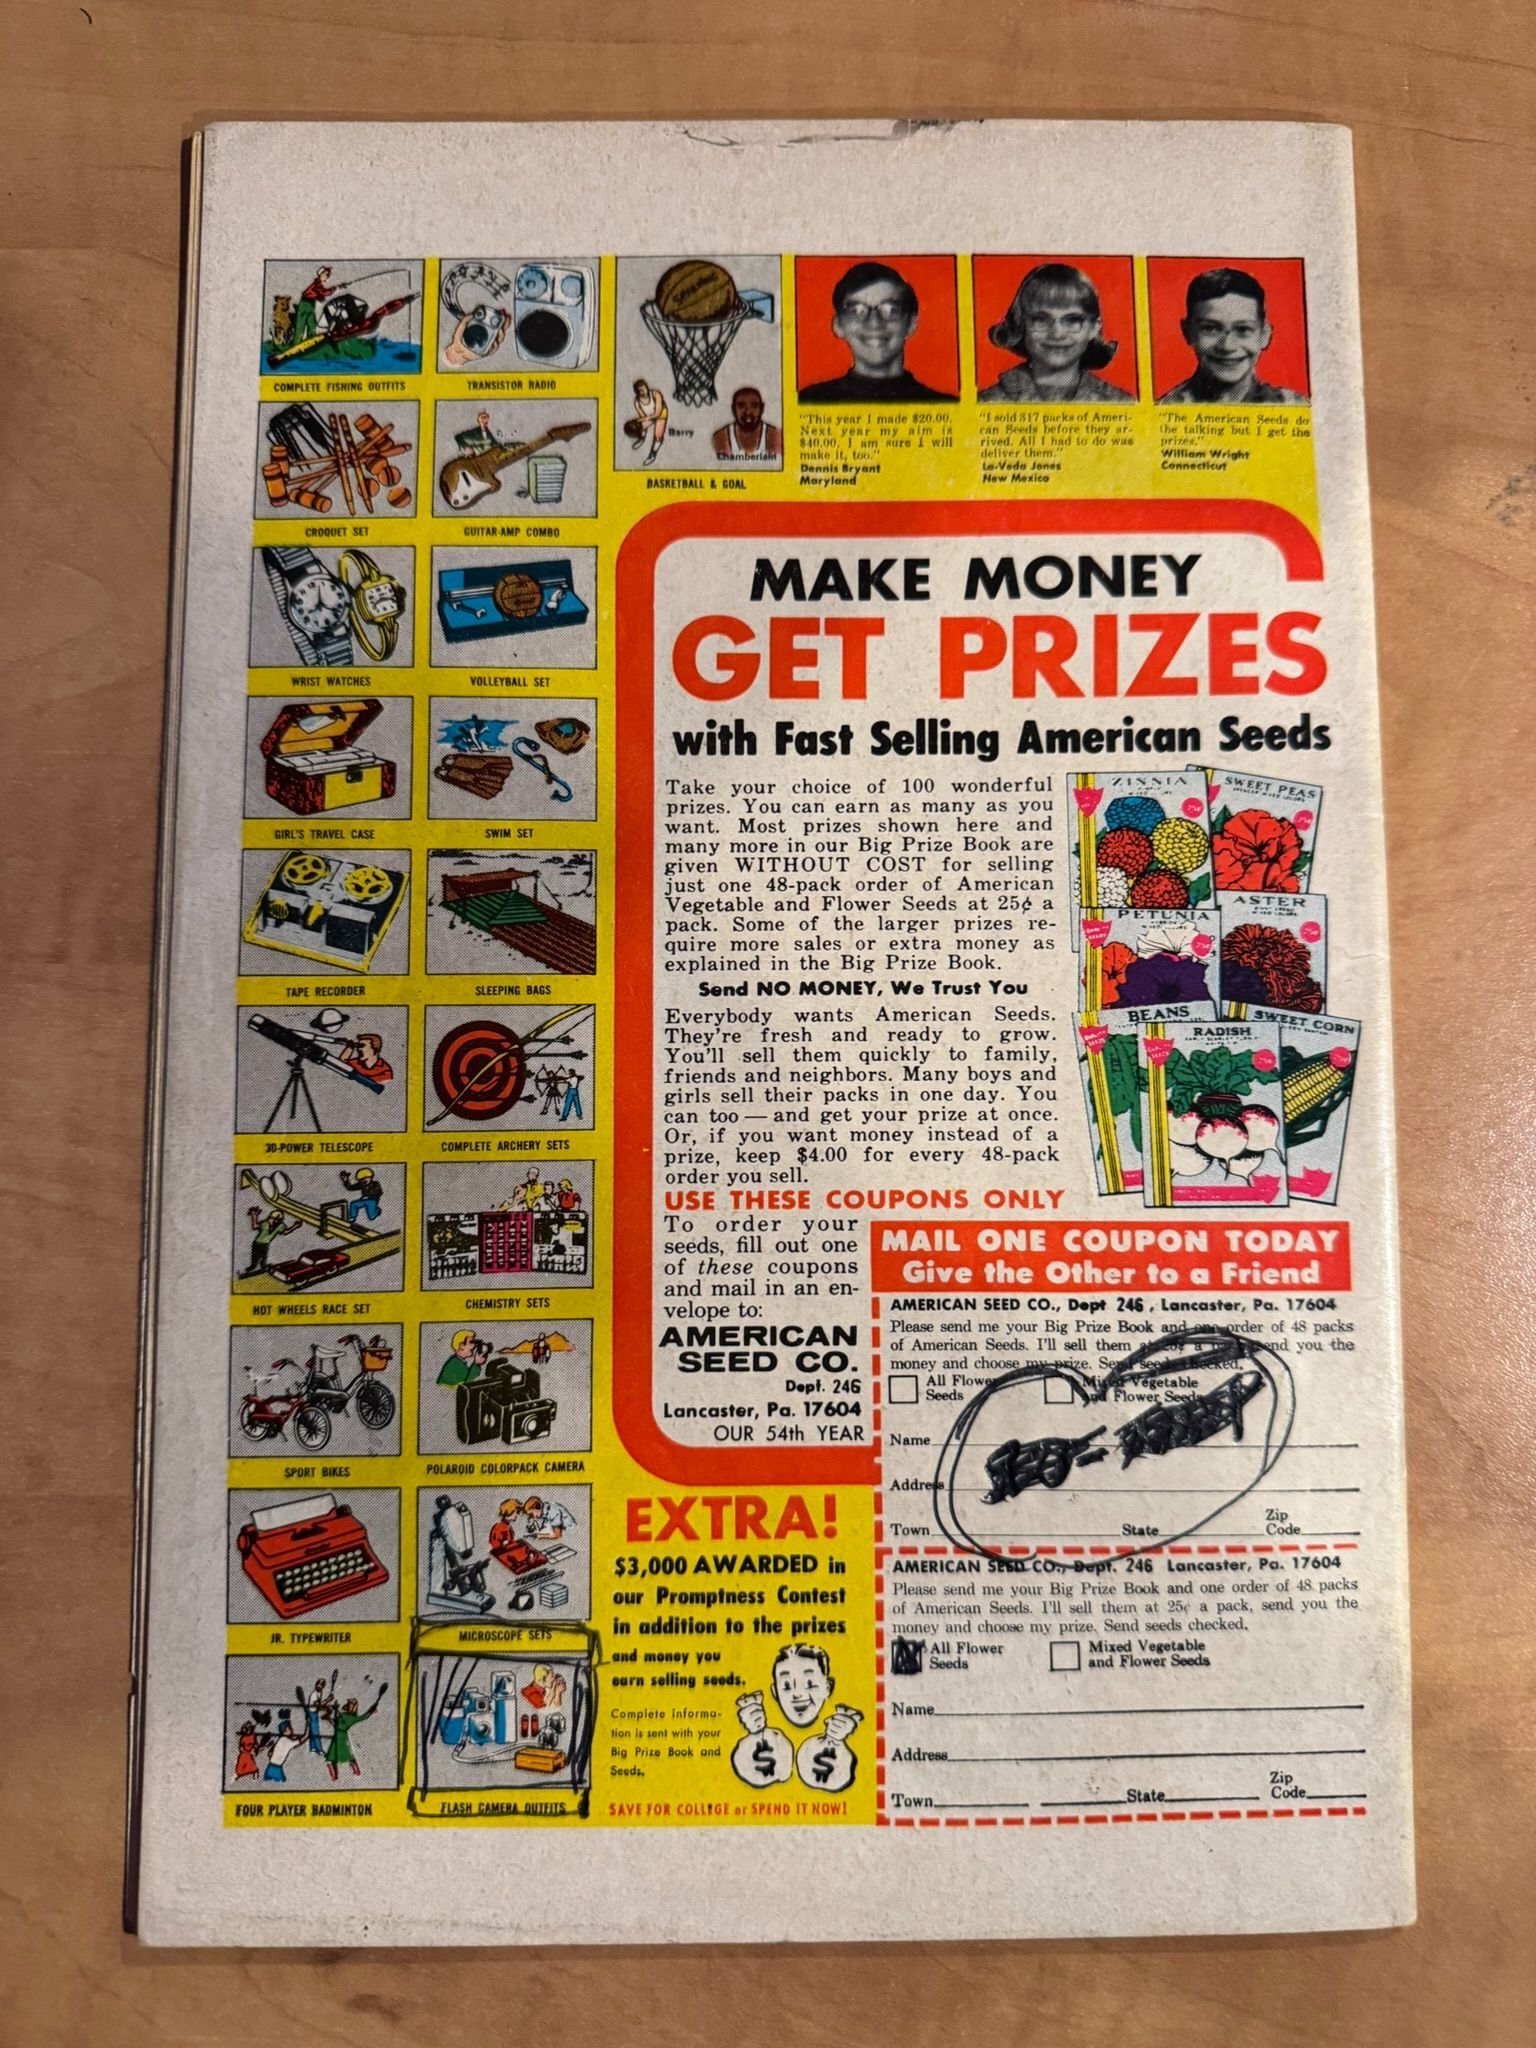 COMPLETE FISHING OUTFITS
TRANSISTOR RADIO
Barry
Chamberlain
BASKETBALL & GOAL
CROQUET SET
GUITAR-AMP COMBO
WRIST WATCHES
VOLLEYBALL SET
GIRL'S TRAVEL CASE
SWIM SET
TAPE RECORDER
SLEEPING BAGS
30-POWER TELESCOPE
COMPLETE ARCHERY SETS
HOT WHEELS RACE SET
CHEMISTRY SETS
SPORT BIKES
POLAROID COLORPACK CAMERA
JR. TYPEWRITER
MICROSCOPE SETS
FOUR PLAYER BADMINTON
FLASH CAMERA OUTFITS
"This year I made $20.00.
Next year my aim is
$40.00. I am sure I will
make it, too."
Dennis Bryant
Maryland
"I sold 317 packs of Ameri-
can Seeds before they ar-
rived. All I had to do was
deliver them."
La-Veda Jones
New Mexico
"The American Seeds do
the talking but I get the
prizes."
William Wright
Connecticut
MAKE MONEY
GET PRIZES
with Fast Selling American Seeds
Take your choice of 100 wonderful
prizes. You can earn as many as you
want. Most prizes shown here and
many more in our Big Prize Book are
given WITHOUT COST for selling
just one 48-pack order of American
Vegetable and Flower Seeds at 25¢ a
pack. Some of the larger prizes re-
quire more sales or extra money as
explained in the Big Prize Book.
Send NO MONEY, We Trust You
Everybody wants American Seeds.
They're fresh and ready to grow.
You'll sell them quickly to family,
friends and neighbors. Many boys and
girls sell their packs in one day. You
can too — and get your prize at once.
Or, if you want money instead of a
prize, keep $4.00 for every 48-pack
order you sell.
ZINNIA
SWEET PEAS
PETUNIA
ASTER
BEANS
RADISH
SWEET CORN
USE THESE COUPONS ONLY
To order your
seeds, fill out one
of these coupons
and mail in an en-
velope to:
AMERICAN
SEED CO.
Dept. 246
Lancaster, Pa. 17604
OUR 54th YEAR
MAIL ONE COUPON TODAY
Give the Other to a Friend
AMERICAN SEED CO., Dept 246 , Lancaster, Pa. 17604
Please send me your Big Prize Book and one order of 48 packs
of American Seeds. I'll sell them at 25¢ a pack, send you the
money and choose my prize. Send seeds checked.
All Flower
Seeds
Mixed Vegetable
and Flower Seeds
Name
Address
Town State Zip
Code
AMERICAN SEED CO., Dept. 246 Lancaster, Pa. 17604
Please send me your Big Prize Book and one order of 48 packs
of American Seeds. I'll sell them at 25¢ a pack, send you the
money and choose my prize. Send seeds checked.
All Flower
Seeds
Mixed Vegetable
and Flower Seeds
Name
Address
Town State Zip
Code
EXTRA!
$3,000 AWARDED in
our Promptness Contest
in addition to the prizes
and money you
earn selling seeds.
Complete informa-
tion is sent with your
Big Prize Book and
Seeds.
$ $
SAVE FOR COLLEGE or SPEND IT NOW!